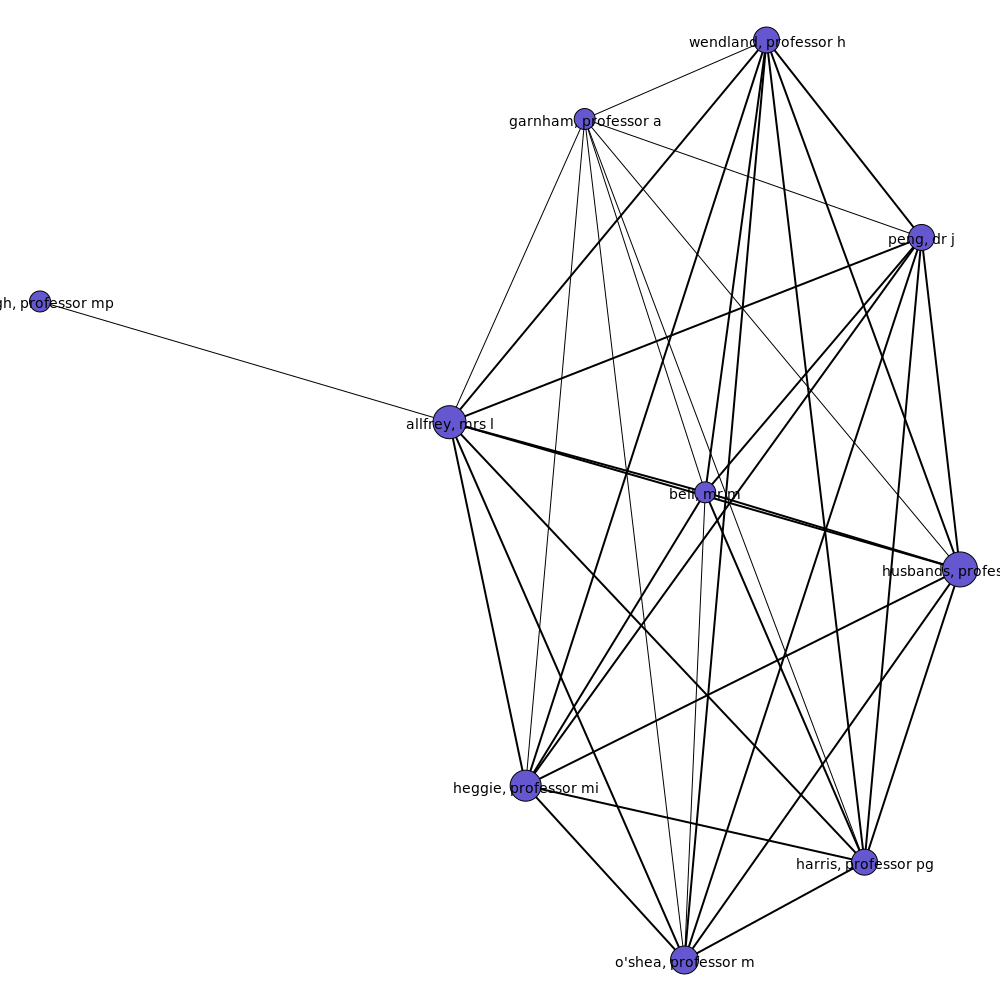 wendland, professor h
garnham, professor a
peng, dr j
gh, professor mp
allfrey, mrs l
bell, mr m
husbands, profes
heggie, professor mi
harris, professor pg
o'shea, professor m